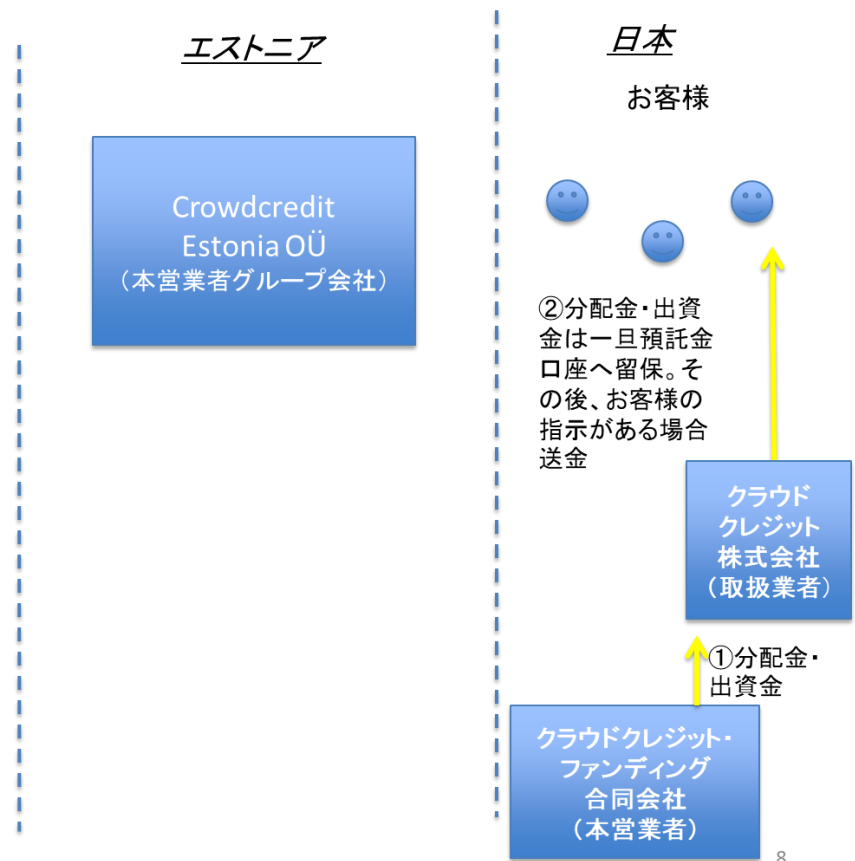 エストニア
日本
お客様
Crowdcredit
Estonia OÜ
（本営業者グループ会社）
②分配金・出資
金は一旦預託金
口座へ留保。そ
の後、お客様の
指示がある場合
送金
クラウド
クレジット
株式会社
（取扱業者）
①分配金・
出資金
クラウドクレジット・
ファンディング
合同会社
（本営業者）
8